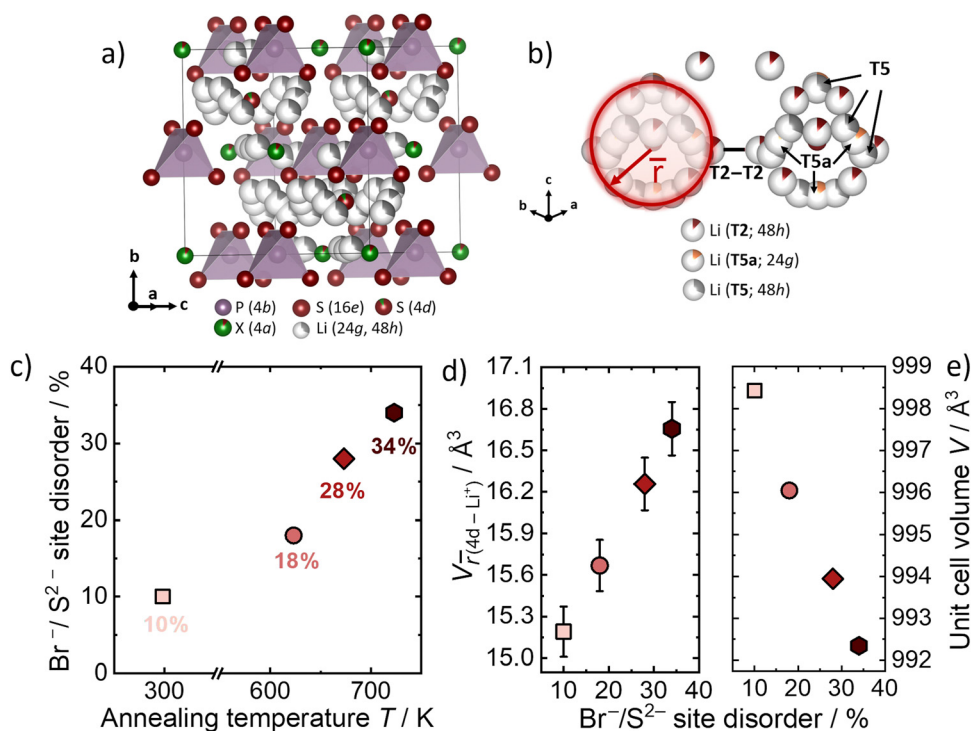 a)
b
a
c
P (4b)
S (16e)
S (4d)
X (4a)
Li (24g, 48h)
b)
T5
T5a
r̅
T2–T2
c
b
a
Li (T2; 48h)
Li (T5a; 24g)
Li (T5; 48h)
c)
Br⁻/S²⁻ site disorder / %
40
30
20
10
0
10%
18%
28%
34%
300
600
700
Annealing temperature T / K
d)
V_r̅(4d – Li⁺) / Å³
17.1
16.8
16.5
16.2
15.9
15.6
15.3
15.0
10 20 30 40
e)
10 20 30 40
999
998
997
996
995
994
993
992
Unit cell volume V / Å³
Br⁻/S²⁻ site disorder / %